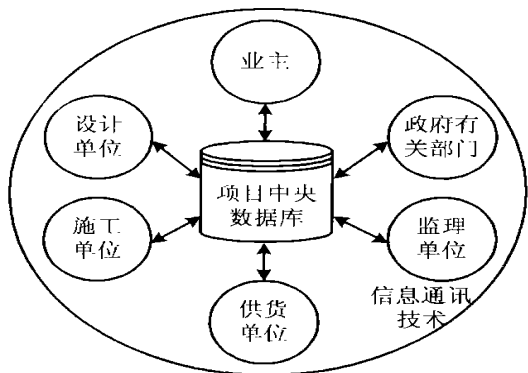 业主
设计
单位
政府有
关部门
项目中央
数据库
施工
单位
监理
单位
供货
单位
信息通讯
技术